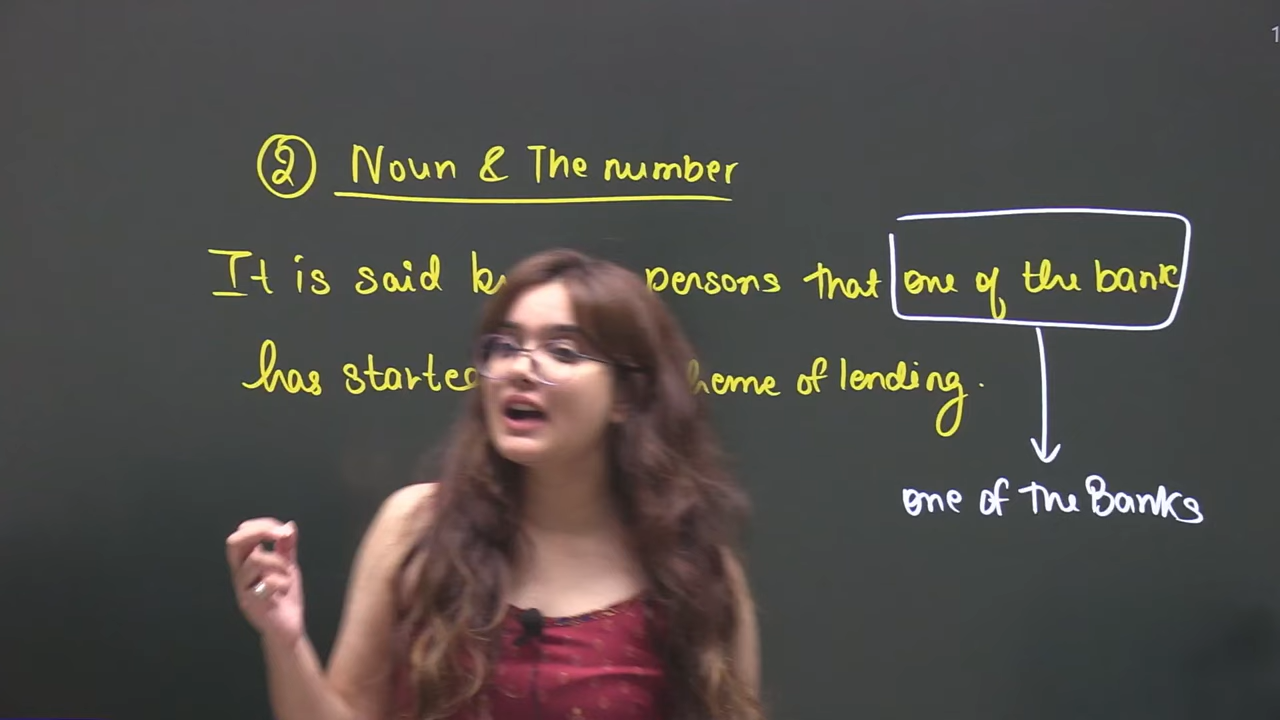 ② Noun & The number
It is said persons that one of the bank
has heme of lending.
one of the Banks